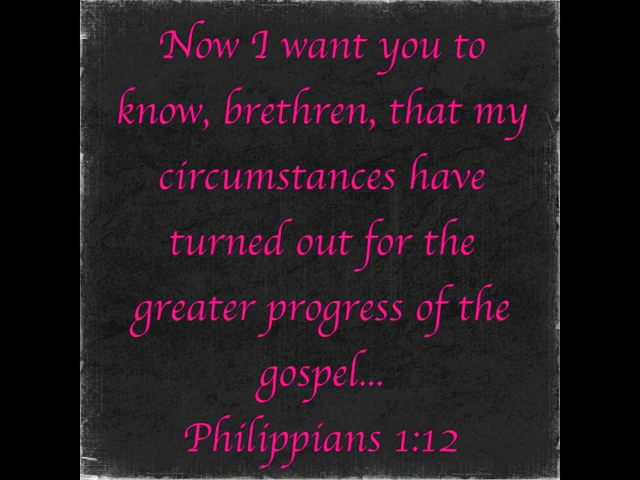 Now I want you to
know, brethren, that my
circumstances have
turned out for the
greater progress of the
gospel...
Philippians 1:12